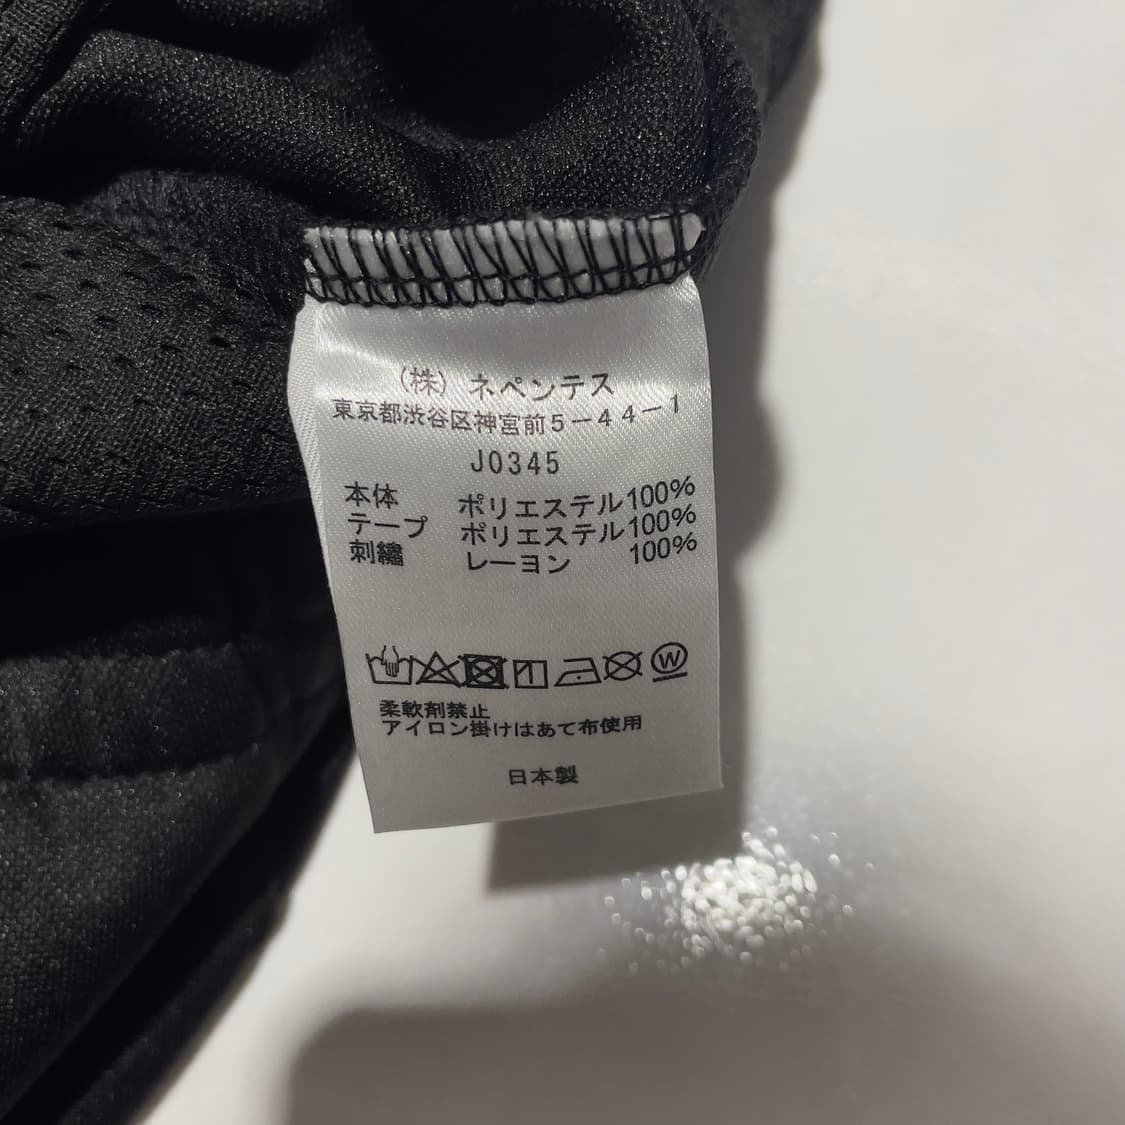 （株）ネペンテス
東京都渋谷区神宮前５－４４－１
J0345
本体 ポリエステル100%
テープ ポリエステル100%
刺繡 レーヨン 100%
W
柔軟剤禁止
アイロン掛けはあて布使用
日本製